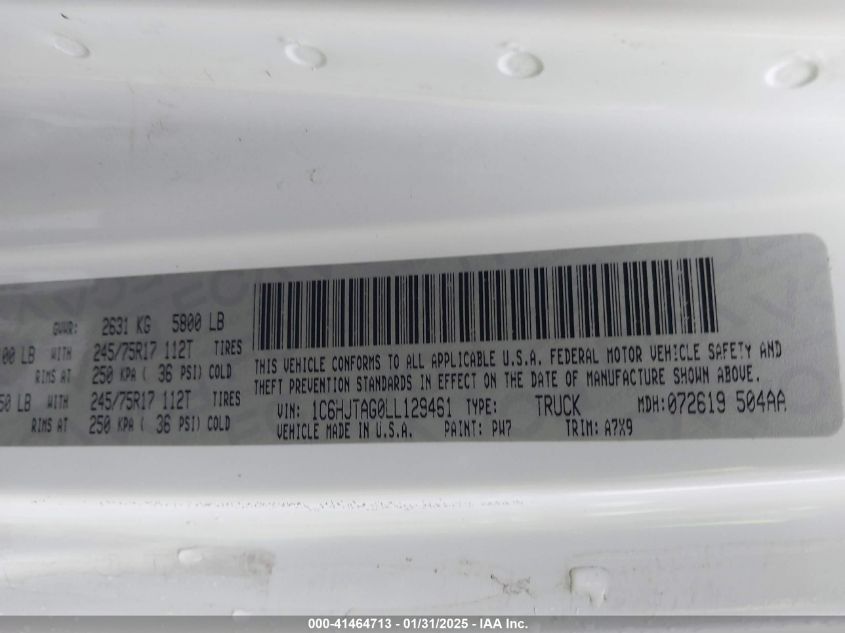 GVWR: 2631 KG 5800 LB
00 LB WITH 245/75R17 112T TIRES
RIMS AT 250 KPA ( 36 PSI) COLD
50 LB WITH 245/75R17 112T TIRES
RIMS AT 250 KPA ( 36 PSI) COLD
THIS VEHICLE CONFORMS TO ALL APPLICABLE U.S.A. FEDERAL MOTOR VEHICLE SAFETY AND
THEFT PREVENTION STANDARDS IN EFFECT ON THE DATE OF MANUFACTURE SHOWN ABOVE.
VIN: 1C6HJTAG0LL129461 TYPE: TRUCK MDH:072619 504AA
VEHICLE MADE IN U.S.A. PAINT: PW7 TRIM: A7X9
000-41464713 - 01/31/2025 - IAA Inc.